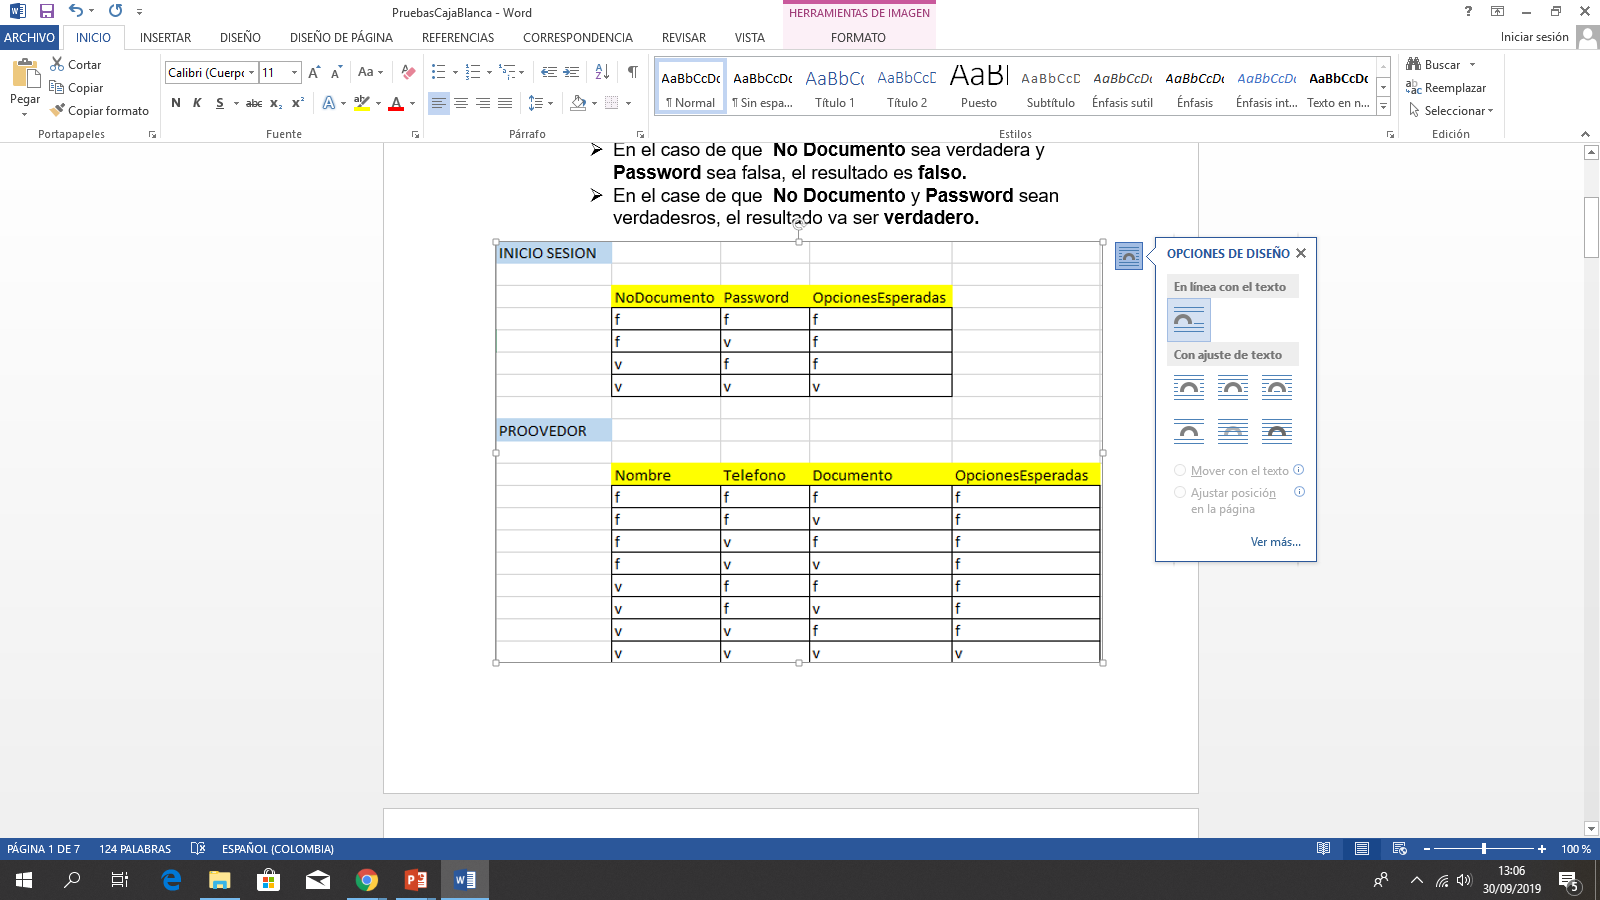 PruebasCajaBlanca - Word
HERRAMIENTAS DE IMAGEN
?
ARCHIVO INICIO INSERTAR DISEÑO DISEÑO DE PÁGINA REFERENCIAS CORRESPONDENCIA REVISAR VISTA FORMATO Iniciar sesión
Pegar
Cortar
Copiar
Copiar formato
Portapapeles
Calibri (Cuerpo 11
N K S abc x₂ x²
Fuente
Párrafo
AaBbCcDc AaBbCcDc AaBbCc AaBbCcD AaBl AaBbCcD AaBbCcDc AaBbCcDc AaBbCcDc AaBbCcDc
¶ Normal ¶ Sin espa... Título 1 Título 2 Puesto Subtítulo Énfasis sutil Énfasis Énfasis int... Texto en n...
Estilos
Buscar
Reemplazar
Seleccionar
Edición
En el caso de que No Documento sea verdadera y
Password sea falsa, el resultado es falso.
En el case de que No Documento y Password sean
verdadesros, el resultado va ser verdadero.
INICIO SESION
NoDocumento Password OpcionesEsperadas
f f f
f v f
v f f
v v v
PROOVEDOR
Nombre Telefono Documento OpcionesEsperadas
f f f f
f f v f
f v f f
f v v f
v f f f
v f v f
v v f f
v v v v
OPCIONES DE DISEÑO
En línea con el texto
Con ajuste de texto
Mover con el texto
Ajustar posición
en la página
Ver más...
PÁGINA 1 DE 7 124 PALABRAS ESPAÑOL (COLOMBIA) 100 %
13:06
30/09/2019
5